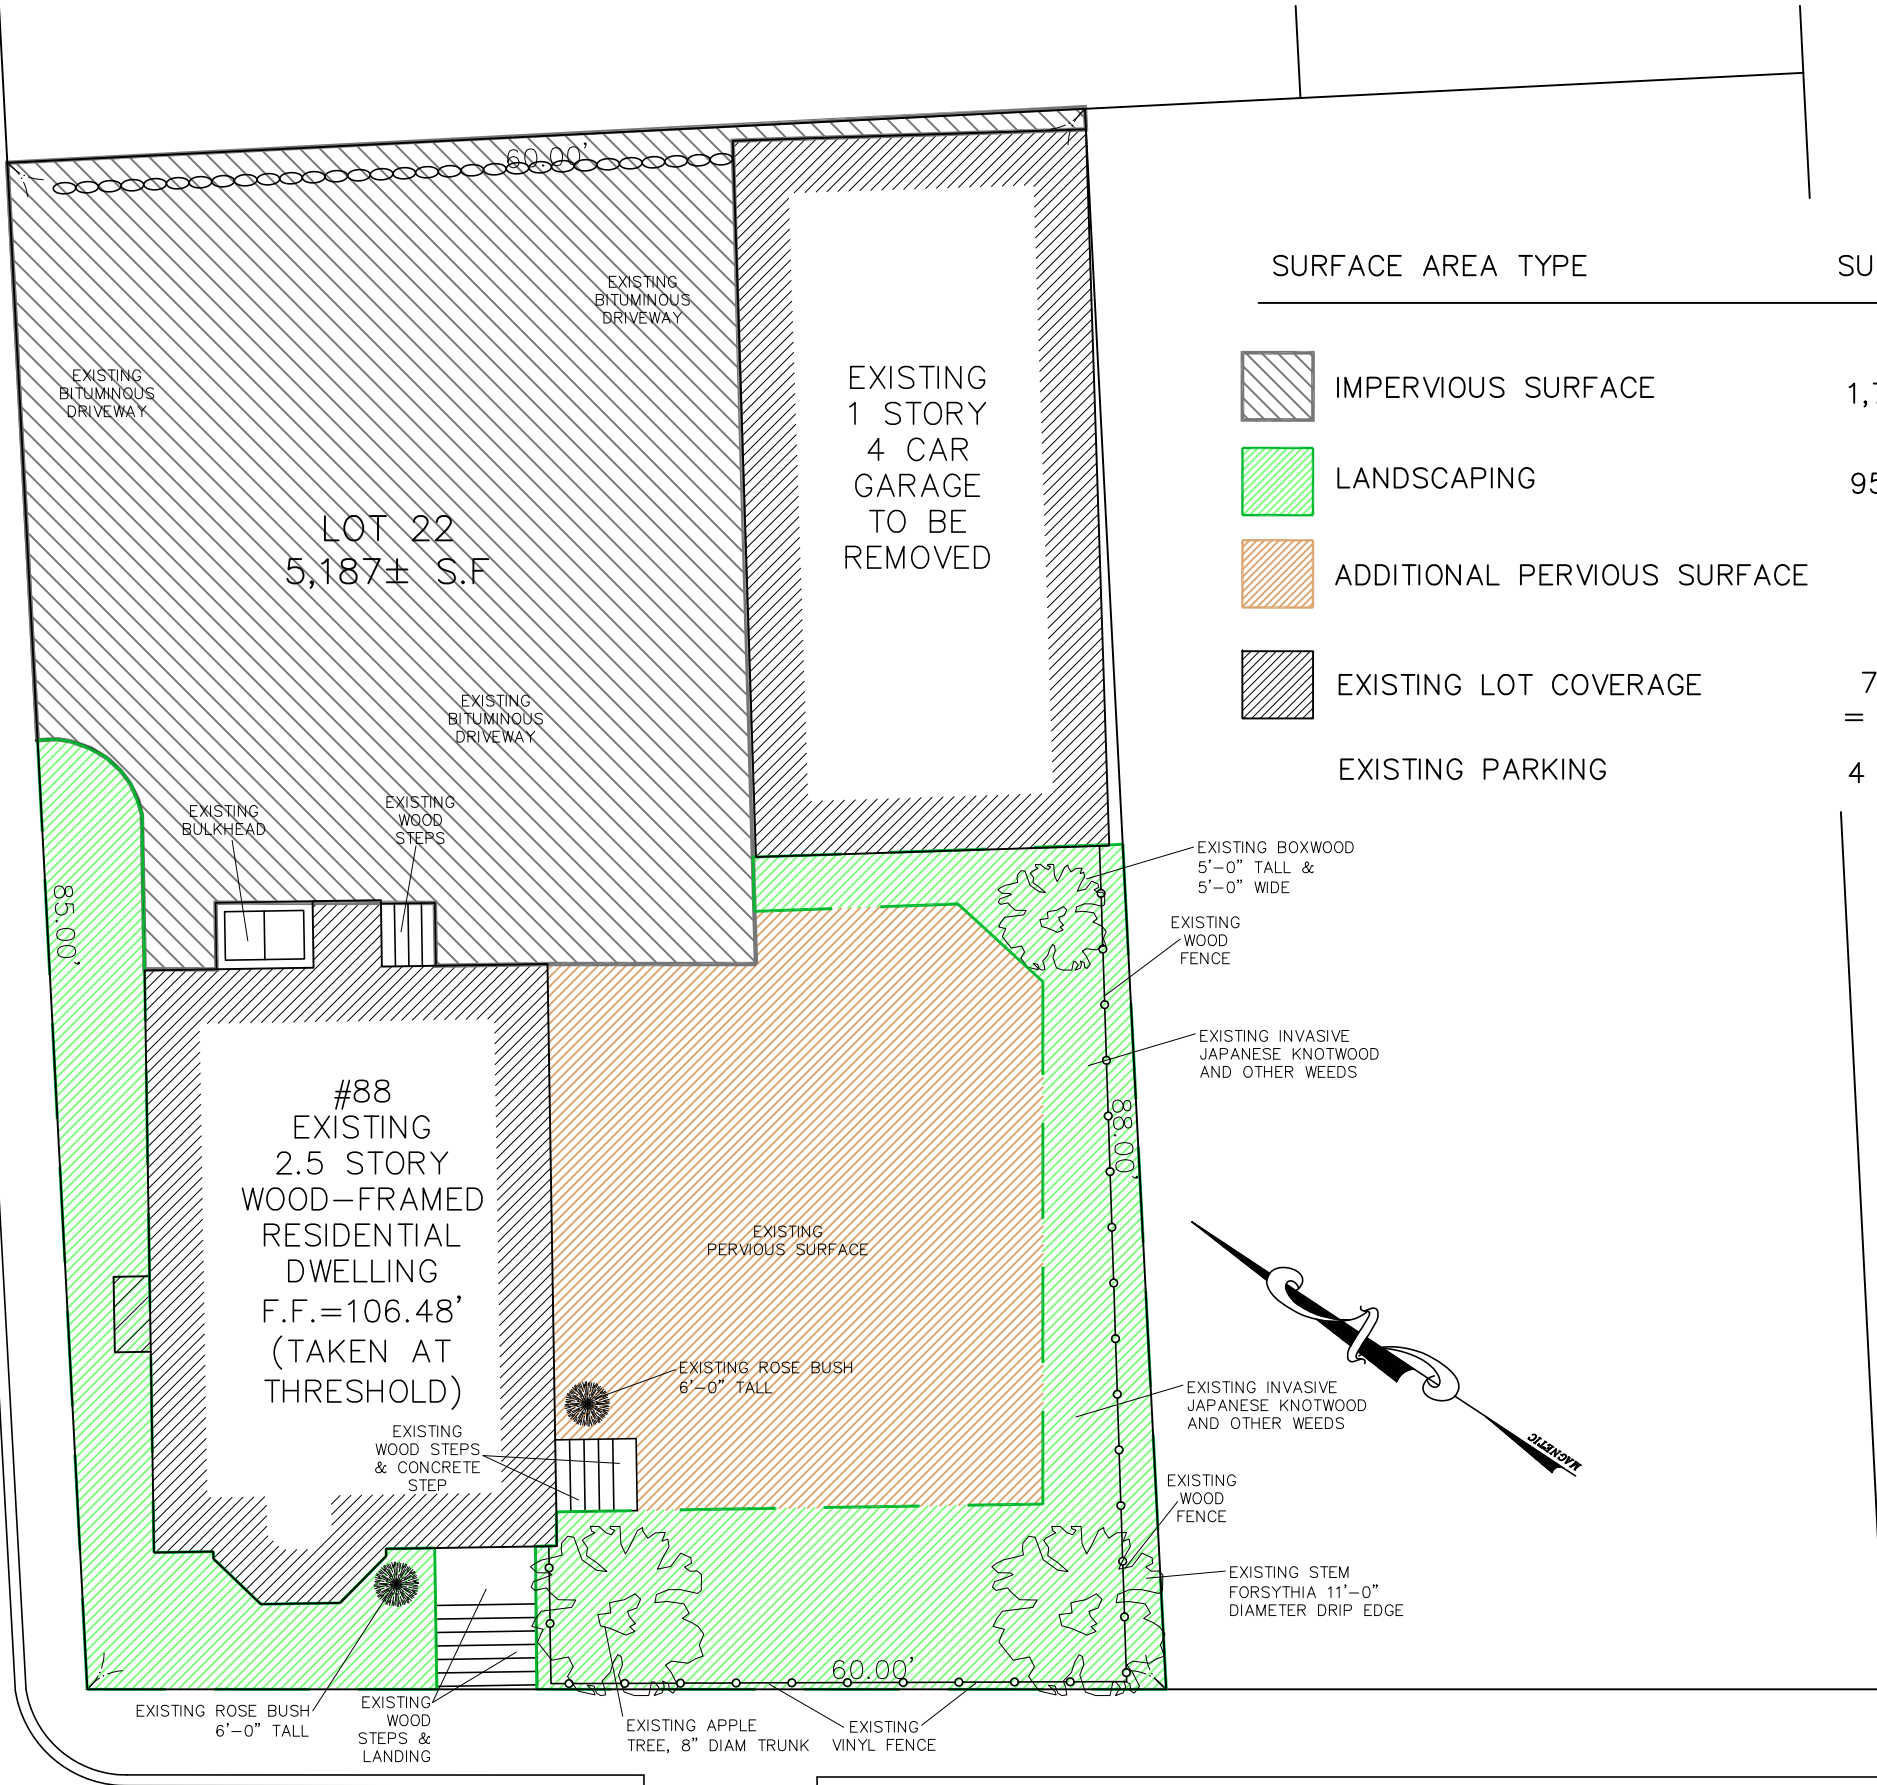 60.00'
EXISTING
BITUMINOUS
DRIVEWAY
EXISTING
BITUMINOUS
DRIVEWAY
EXISTING
1 STORY
4 CAR
GARAGE
TO BE
REMOVED
LOT 22
5,187± S.F
EXISTING
BITUMINOUS
DRIVEWAY
EXISTING
BULKHEAD
EXISTING
WOOD
STEPS
85.00'
SURFACE AREA TYPE
SU
IMPERVIOUS SURFACE
1,7
LANDSCAPING
95
ADDITIONAL PERVIOUS SURFACE
EXISTING LOT COVERAGE
7
=
EXISTING PARKING
4
EXISTING BOXWOOD
5'-0" TALL &
5'-0" WIDE
EXISTING
WOOD
FENCE
EXISTING INVASIVE
JAPANESE KNOTWOOD
AND OTHER WEEDS
88.00'
#88
EXISTING
2.5 STORY
WOOD-FRAMED
RESIDENTIAL
DWELLING
F.F.=106.48'
(TAKEN AT
THRESHOLD)
EXISTING
PERVIOUS SURFACE
EXISTING ROSE BUSH
6'-0" TALL
EXISTING
WOOD STEPS
& CONCRETE
STEP
EXISTING INVASIVE
JAPANESE KNOTWOOD
AND OTHER WEEDS
MAGNETIC
EXISTING
WOOD
FENCE
EXISTING STEM
FORSYTHIA 11'-0"
DIAMETER DRIP EDGE
60.00'
EXISTING ROSE BUSH
6'-0" TALL
EXISTING
WOOD
STEPS &
LANDING
EXISTING APPLE
TREE, 8" DIAM TRUNK
EXISTING
VINYL FENCE